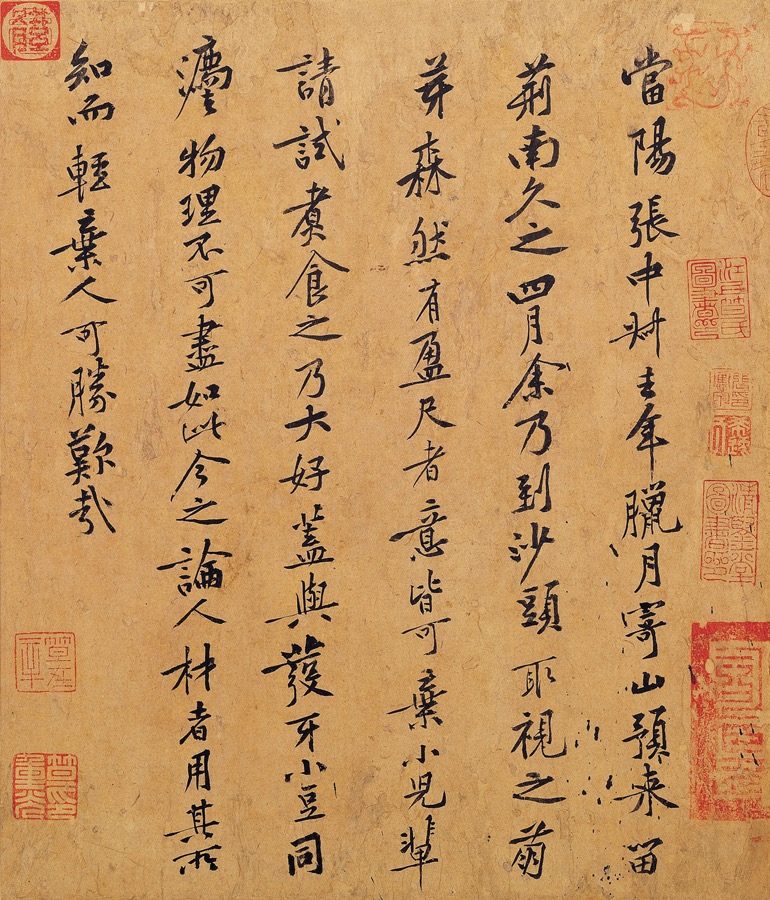 當陽張中叔去年臘月寄山預來留
荊南久之四月余乃到沙頭取視之萌
芽森然有盈尺者意皆可棄小兒輩
請試煮食之乃大好蓋與發牙小豆同
灋物理不可盡如此今之論人材者用其所
知而輕棄人可勝歎哉